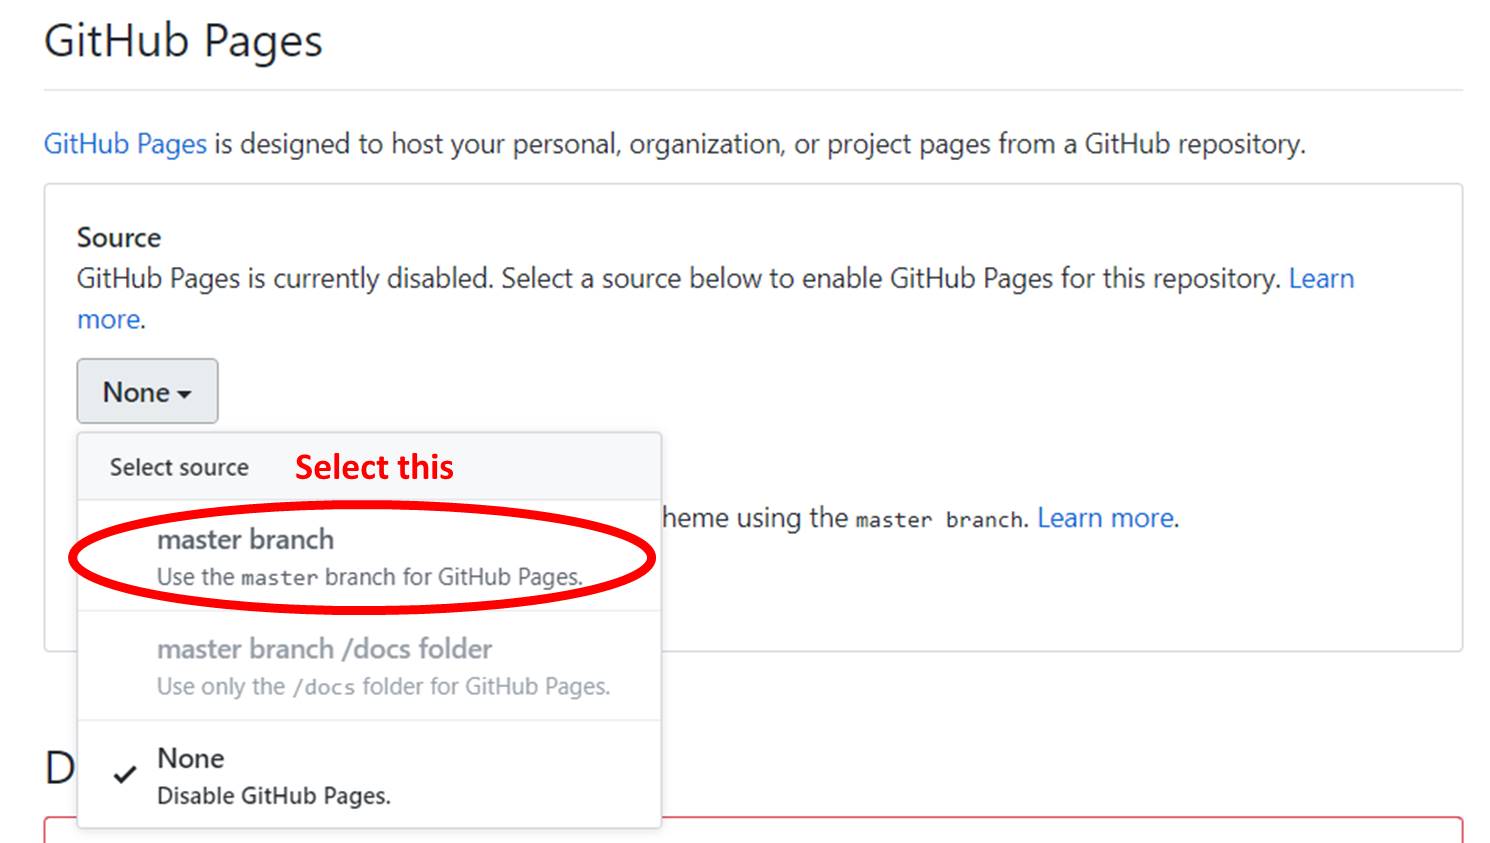 GitHub Pages
GitHub Pages is designed to host your personal, organization, or project pages from a GitHub repository.
Source
GitHub Pages is currently disabled. Select a source below to enable GitHub Pages for this repository. Learn
more.
None
Select source
Select this
master branch
Use the master branch for GitHub Pages.
heme using the master branch. Learn more.
master branch /docs folder
Use only the /docs folder for GitHub Pages.
None
Disable GitHub Pages.
D